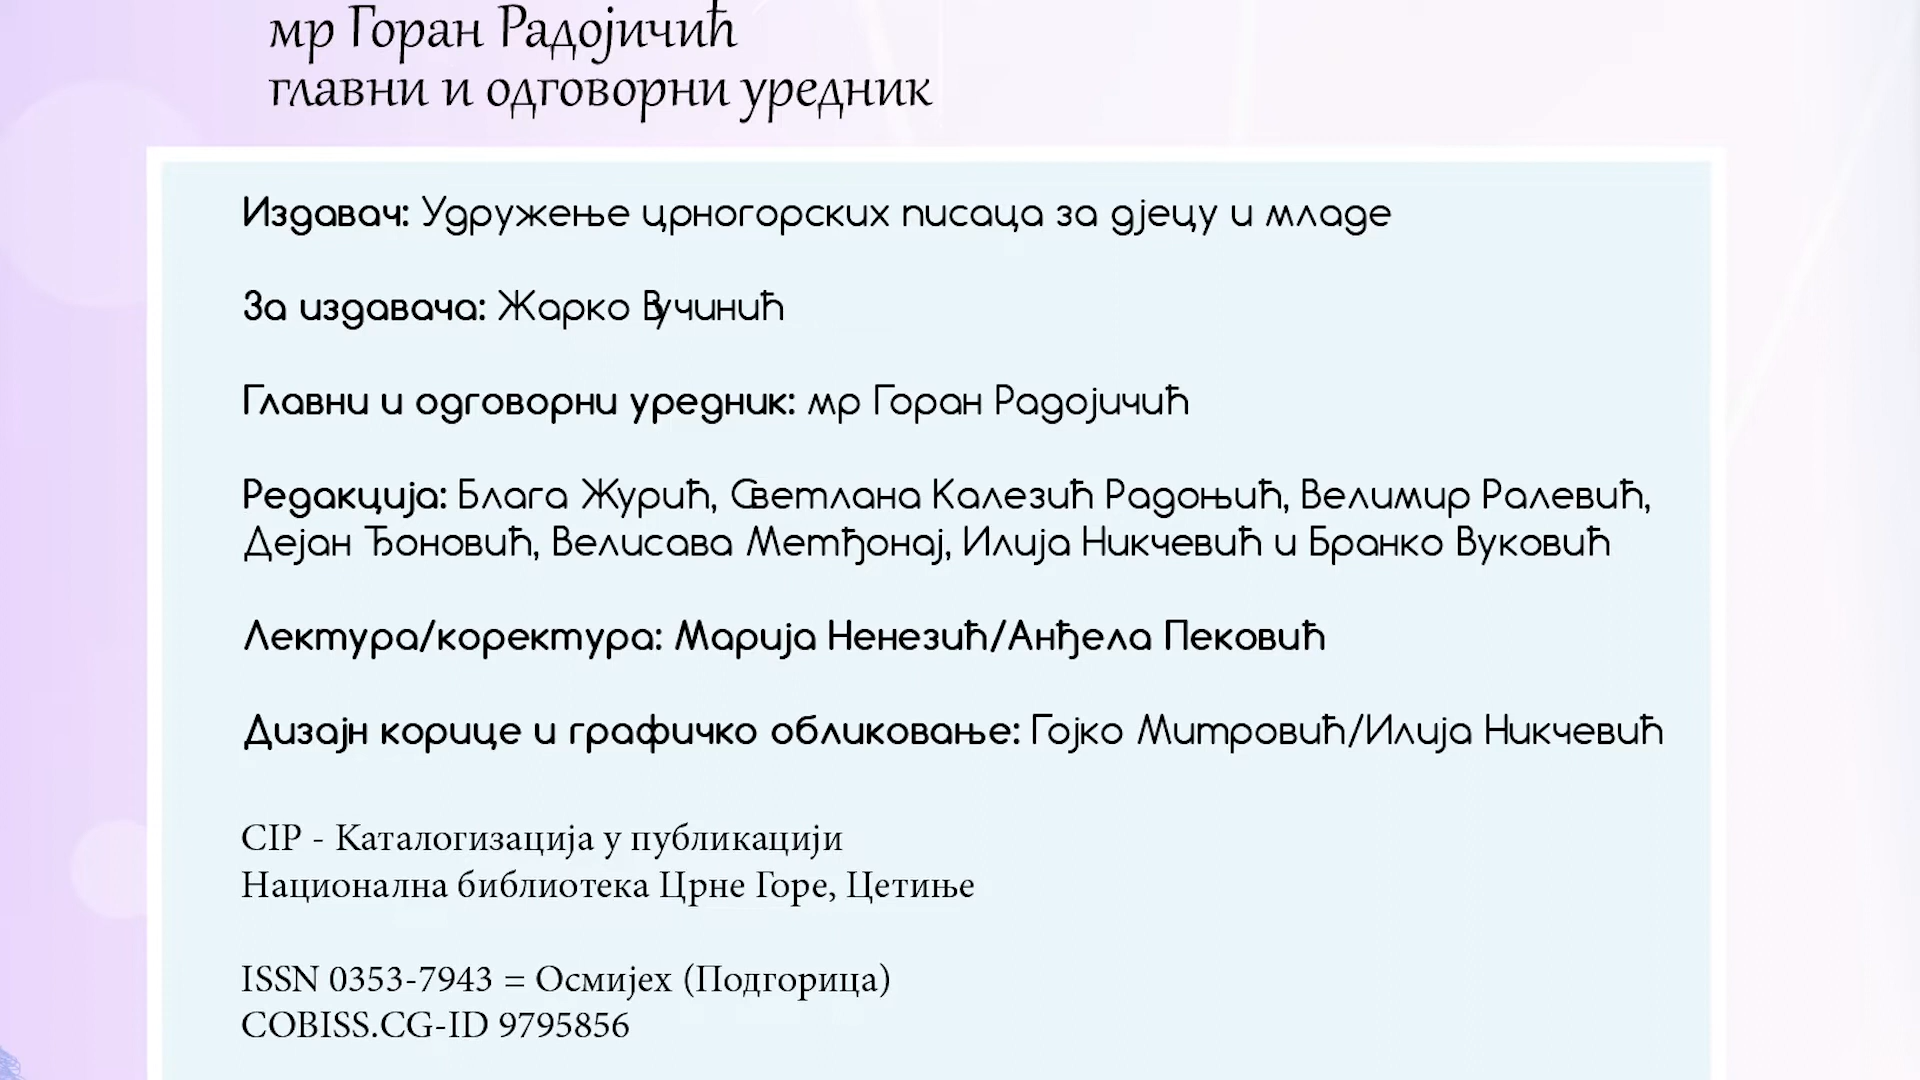 мр Горан Радојичић
главни и одговорни уредник
Издавач: Удружење црногорских писаца за дјецу и младе
За издавача: Жарко Вучинић
Главни и одговорни уредник: мр Горан Радојичић
Редакција: Блага Журић, Светлана Калезић Радоњић, Велимир Ралевић,
Дејан Ђоновић, Велисава Метђонај, Илија Никчевић и Бранко Вуковић
Лектура/коректура: Марија Ненезић/Анђела Пековић
Дизајн корице и графичко обликовање: Гојко Митровић/Илија Никчевић
CIP - Каталогизација у публикацији
Национална библиотека Црне Горе, Цетиње
ISSN 0353-7943 = Осмијех (Подгорица)
COBISS.CG-ID 9795856